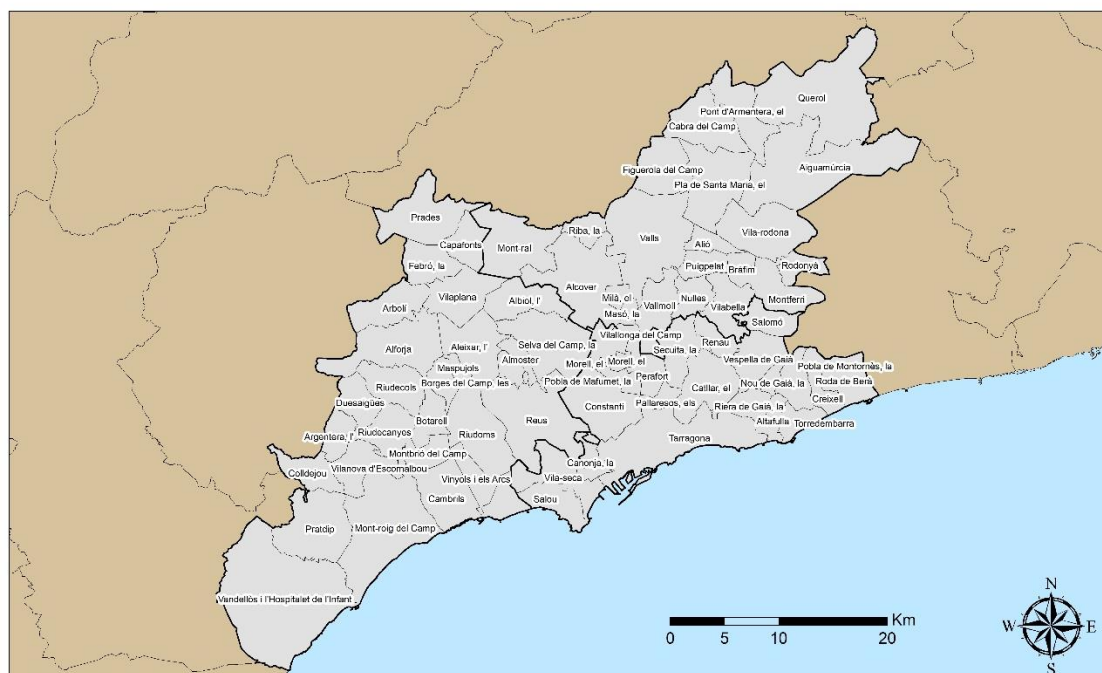 Querol
Pont d'Armentera, el
Cabra del Camp
Aiguamúrcia
Figuerola del Camp
Pla de Santa Maria, el
Prades
Riba, la
Vila-rodona
Capafonts
Mont-ral
Valls
Alió
Febró, la
Puigpelat
Bràfim
Rodonyà
Alcover
Vilaplana
Albiol, l'
Milà, el
Vallmoll
Nulles
Vilabella
Montferri
Arbolí
Masó, la
Salomó
Vilallonga del Camp
Alforja
Aleixar, l'
Selva del Camp, la
Secuita, la
Renau
Almoster
Morell, el
Morell, el
Vespella de Gaià
Maspujols
Pobla de Montornès, la
Riudecols
Borges del Camp, les
Pobla de Mafumet, la
Perafort
Catllar, el
Nou de Gaià, la
Roda de Berà
Duesaigües
Constantí
Pallaresos, els
Riera de Gaià, la
Creixell
Botarell
Reus
Altafulla
Torredembarra
Argentera, l'
Riudecanyes
Riudoms
Tarragona
Montbrió del Camp
Colldejou
Vilanova d'Escornalbou
Canonja, la
Vinyols i els Arcs
Vila-seca
Cambrils
Salou
Pratdip
Mont-roig del Camp
Vandellòs i l'Hospitalet de l'Infant
N
W
E
S
Km
0 5 10 20